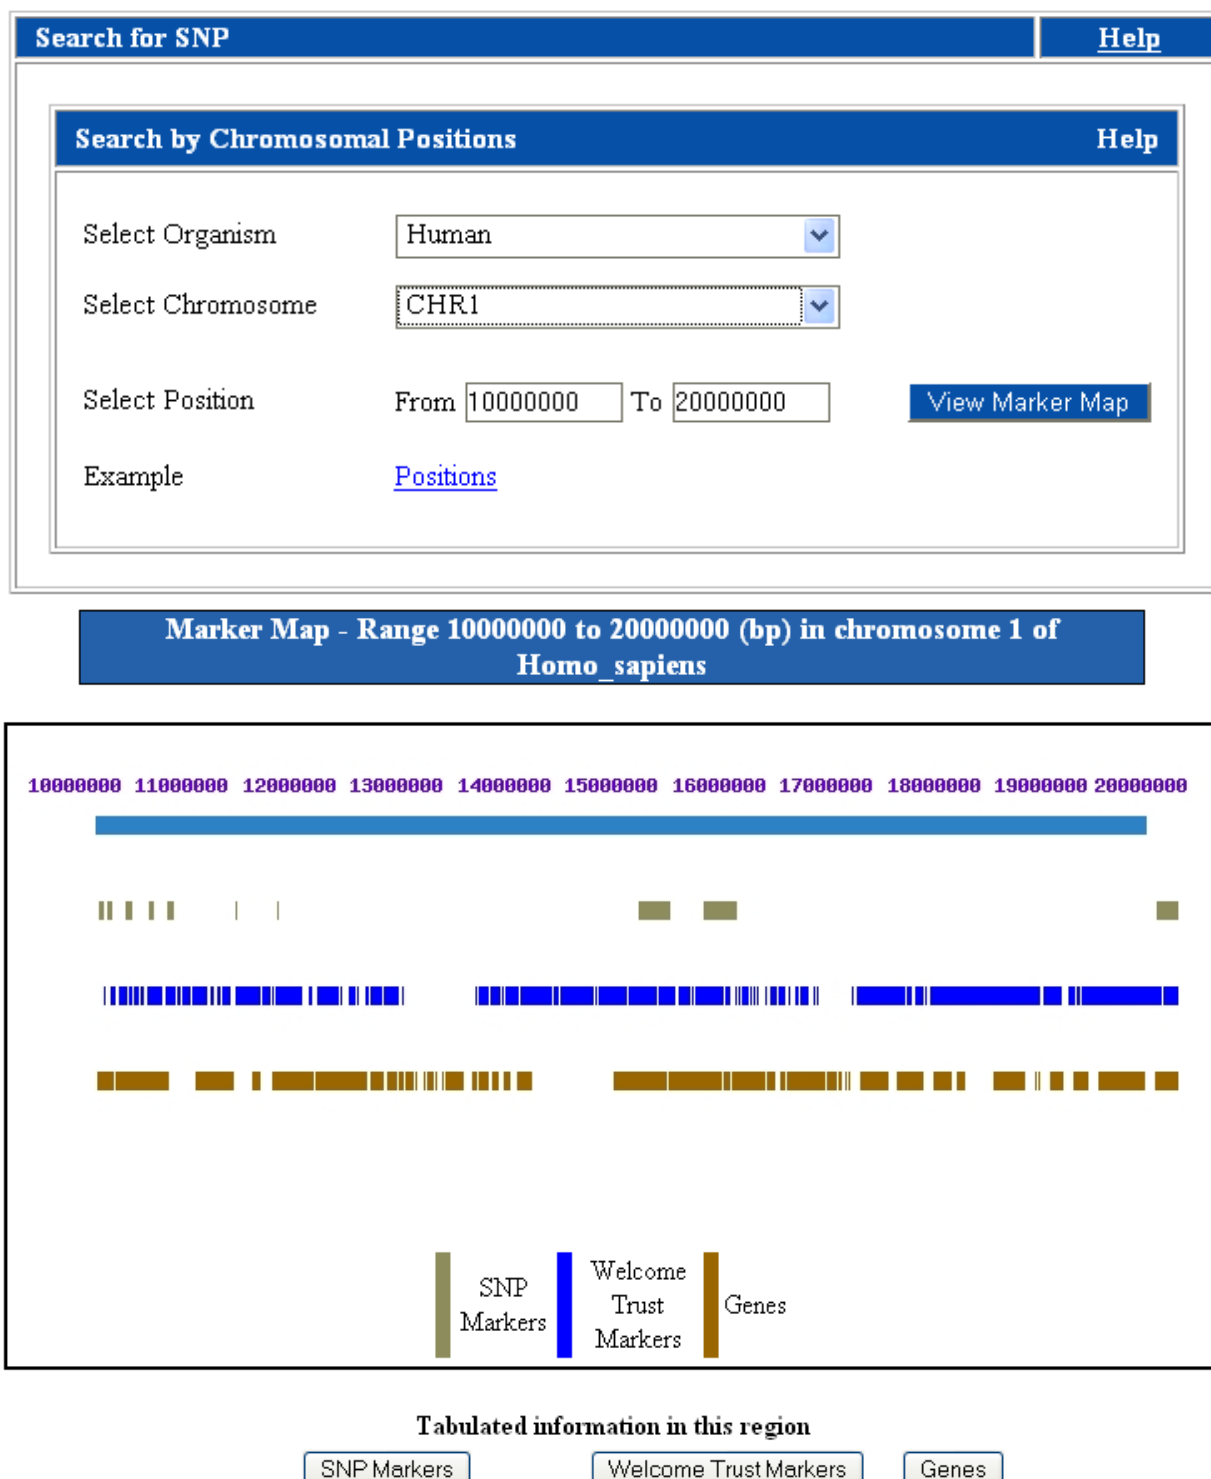 Search for SNP Help
Search by Chromosomal Positions Help
Select Organism Human
Select Chromosome CHR1
Select Position From 10000000 To 20000000 View Marker Map
Example Positions
Marker Map - Range 10000000 to 20000000 (bp) in chromosome 1 of
Homo_sapiens
10000000 11000000 12000000 13000000 14000000 15000000 16000000 17000000 18000000 19000000 20000000
SNP
Markers
Welcome
Trust
Markers
Genes
Tabulated information in this region
SNP Markers Welcome Trust Markers Genes